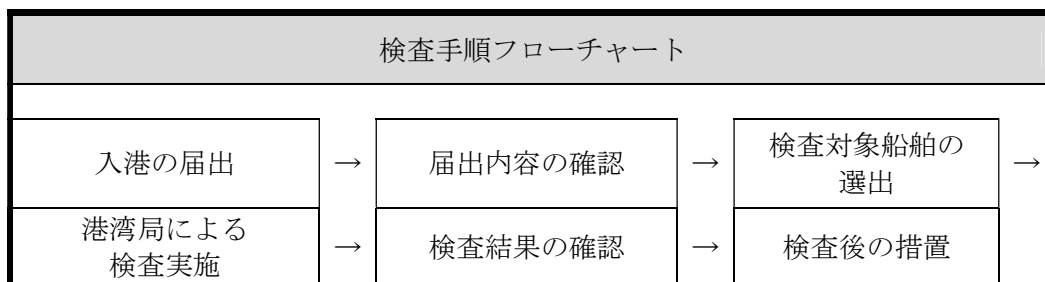 検査手順フローチャート
入港の届出 → 届出内容の確認 → 検査対象船舶の
選出 →
港湾局による
検査実施 → 検査結果の確認 → 検査後の措置